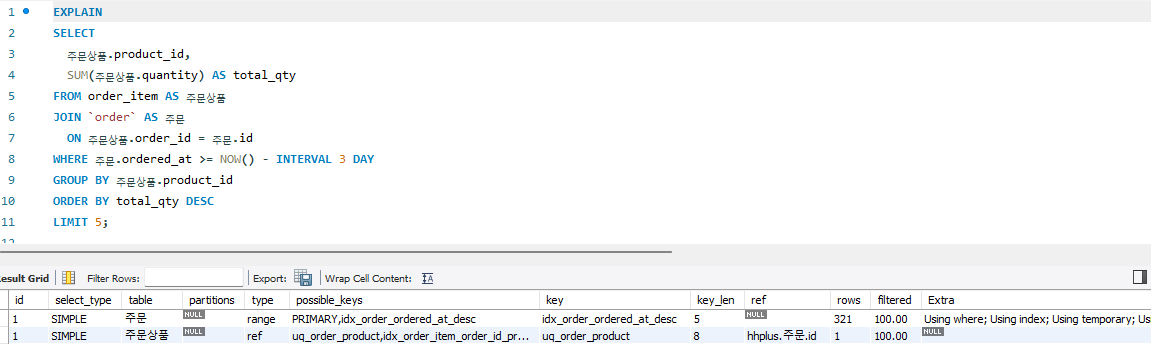 1 EXPLAIN
2 SELECT
3 주문상품.product_id,
4 SUM(주문상품.quantity) AS total_qty
5 FROM order_item AS 주문상품
6 JOIN `order` AS 주문
7 ON 주문상품.order_id = 주문.id
8 WHERE 주문.ordered_at >= NOW() - INTERVAL 3 DAY
9 GROUP BY 주문상품.product_id
10 ORDER BY total_qty DESC
11 LIMIT 5;
Result Grid Filter Rows: Export: Wrap Cell Content: IA
id select_type table partitions type possible_keys key key_len ref rows filtered Extra
1 SIMPLE 주문 NULL range PRIMARY,idx_order_ordered_at_desc idx_order_ordered_at_desc 5 NULL 321 100.00 Using where; Using index; Using temporary; Us
1 SIMPLE 주문상품 NULL ref uq_order_product,idx_order_item_order_id_pr... uq_order_product 8 hhplus.주문.id 1 100.00 NULL